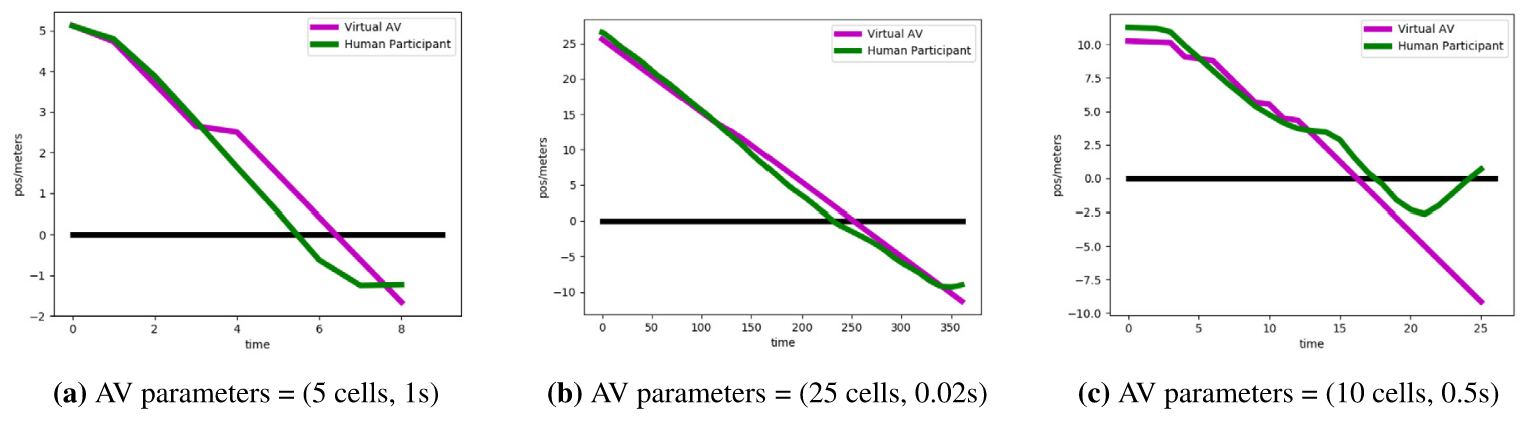 5
4
3
2
1
0
−1
−2
pos/meters
Virtual AV
Human Participant
0 2 4 6 8
time
25
20
15
10
5
0
−5
−10
pos/meters
Virtual AV
Human Participant
0 50 100 150 200 250 300 350
time
10.0
7.5
5.0
2.5
0.0
−2.5
−5.0
−7.5
−10.0
pos/meters
Virtual AV
Human Participant
0 5 10 15 20 25
time
(a) AV parameters = (5 cells, 1s)
(b) AV parameters = (25 cells, 0.02s)
(c) AV parameters = (10 cells, 0.5s)